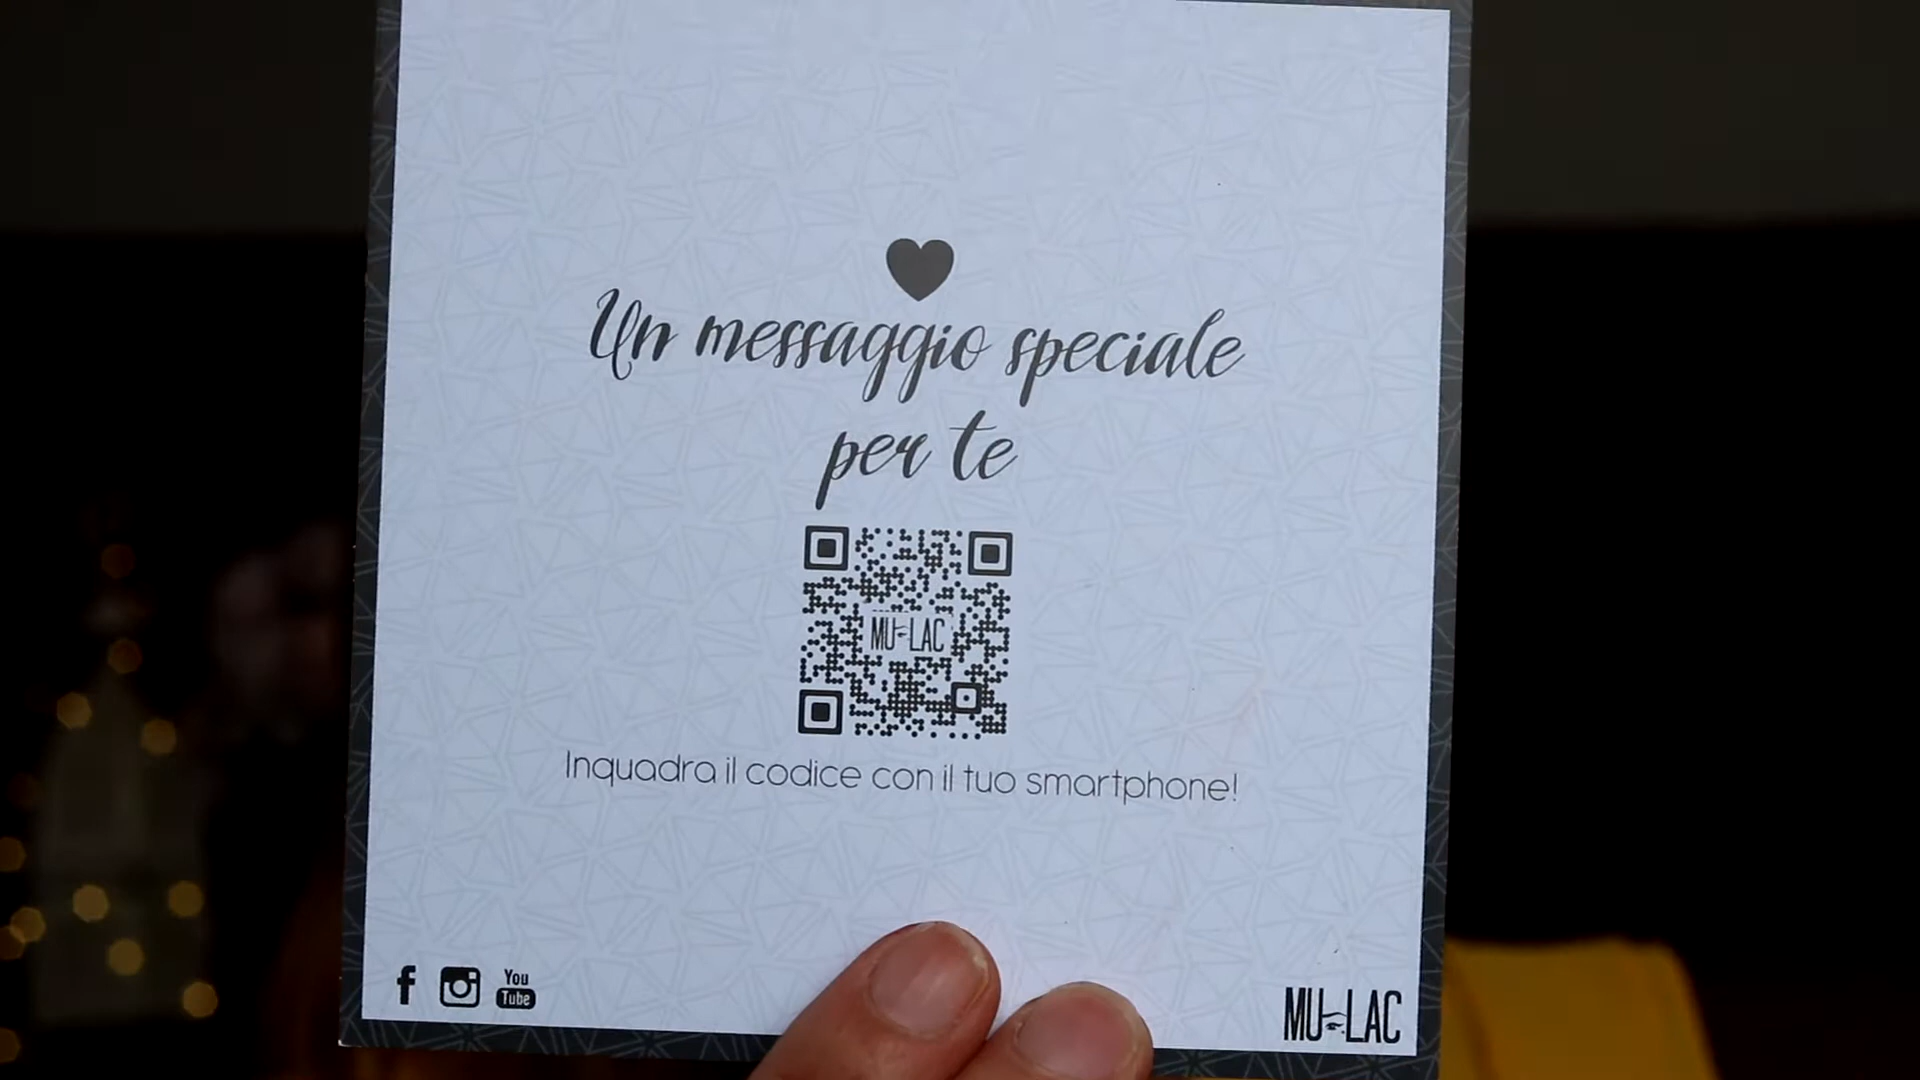 Un messaggio speciale
per te
MU LAC
Inquadra il codice con il tuo smartphone!
f
You
Tube
MU LAC